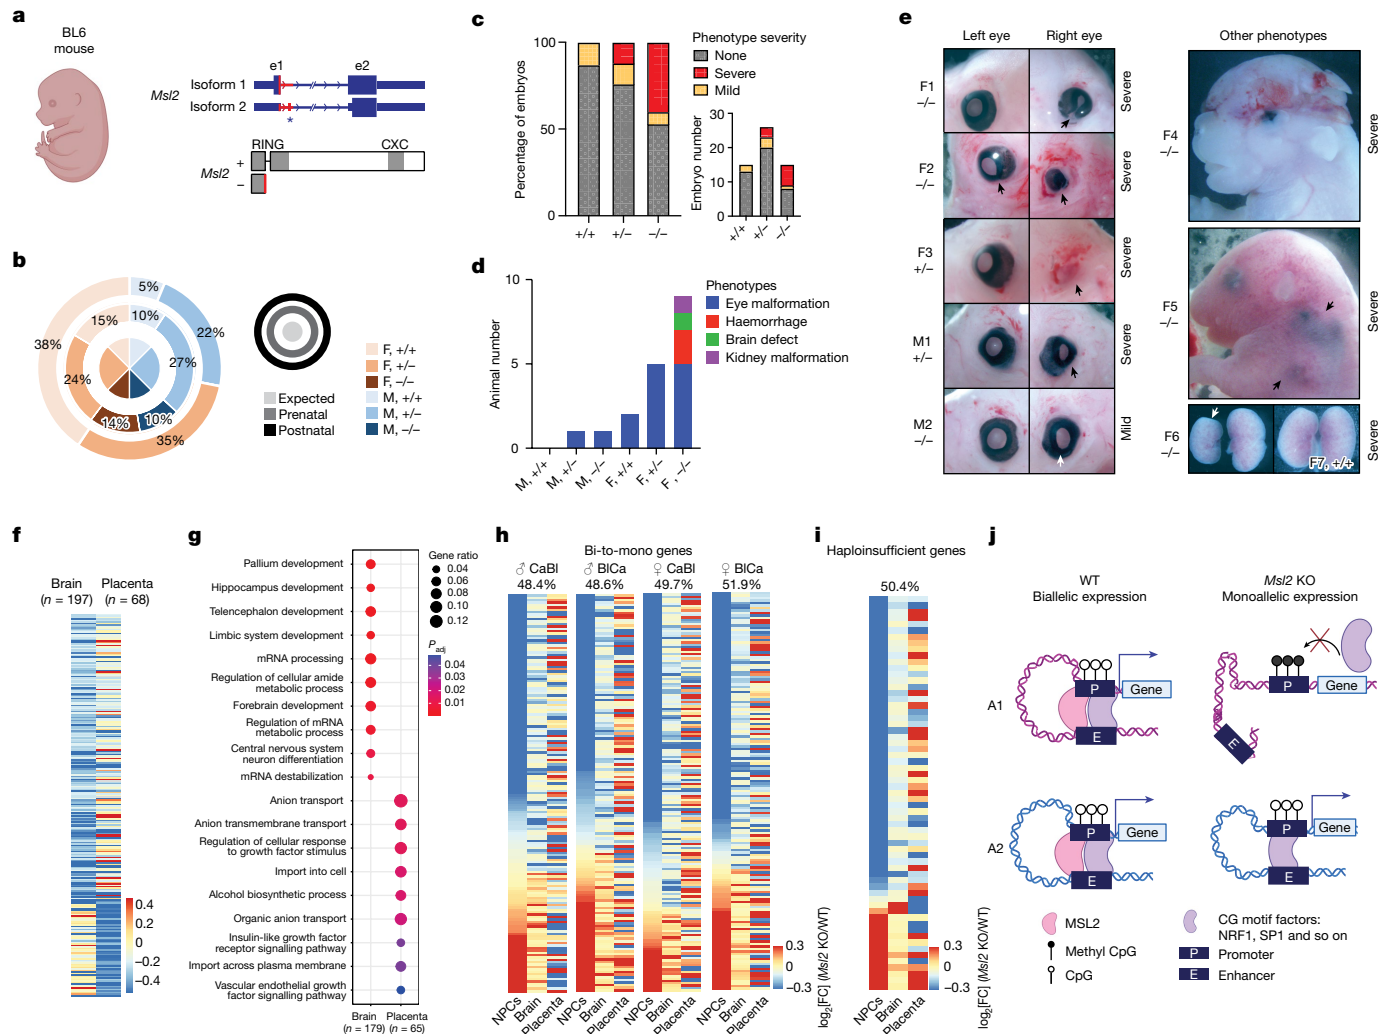 a
BL6
mouse
Msl2
Isoform 1
Isoform 2
e1
e2
*
RING
CXC
Msl2
+
–
b
5%
22%
35%
38%
15%
10%
27%
10%
14%
24%
Expected
Prenatal
Postnatal
F, +/+
F, +/–
F, –/–
M, +/+
M, +/–
M, –/–
c
Percentage of embryos
100
50
0
+/+
+/–
–/–
Phenotype severity
None
Severe
Mild
Embryo number
30
20
10
0
+/+
+/–
–/–
d
Animal number
10
5
0
M, +/+
M, +/–
M, –/–
F, +/+
F, +/–
F, –/–
Phenotypes
Eye malformation
Haemorrhage
Brain defect
Kidney malformation
e
Left eye
Right eye
Other phenotypes
F1
–/–
Severe
F2
–/–
Severe
F3
+/–
Severe
M1
+/–
Severe
M2
–/–
Mild
F4
–/–
Severe
F5
–/–
Severe
F6
–/–
F7, +/+
Severe
f
Brain
(n = 197)
Placenta
(n = 68)
0.4
0.2
0
–0.2
–0.4
g
Pallium development
Hippocampus development
Telencephalon development
Limbic system development
mRNA processing
Regulation of cellular amide
metabolic process
Forebrain development
Regulation of mRNA
metabolic process
Central nervous system
neuron differentiation
mRNA destabilization
Anion transport
Anion transmembrane transport
Regulation of cellular response
to growth factor stimulus
Import into cell
Alcohol biosynthetic process
Organic anion transport
Insulin-like growth factor
receptor signalling pathway
Import across plasma membrane
Vascular endothelial growth
factor signalling pathway
Brain
(n = 179)
Placenta
(n = 65)
Gene ratio
0.04
0.06
0.08
0.10
0.12
Padj
0.04
0.03
0.02
0.01
h
Bi-to-mono genes
♂ CaBl
48.4%
♂ BlCa
48.6%
♀ CaBl
49.7%
♀ BlCa
51.9%
NPCs
Brain
Placenta
NPCs
Brain
Placenta
NPCs
Brain
Placenta
NPCs
Brain
Placenta
0.3
0
–0.3
log2[FC] (Msl2 KO/WT)
i
Haploinsufficient genes
50.4%
NPCs
Brain
Placenta
0.3
0
–0.3
log2[FC] (Msl2 KO/WT)
j
WT
Biallelic expression
Msl2 KO
Monoallelic expression
A1
P
Gene
E
P
Gene
E
A2
P
Gene
E
P
Gene
E
MSL2
Methyl CpG
CpG
CG motif factors:
NRF1, SP1 and so on
P
Promoter
E
Enhancer